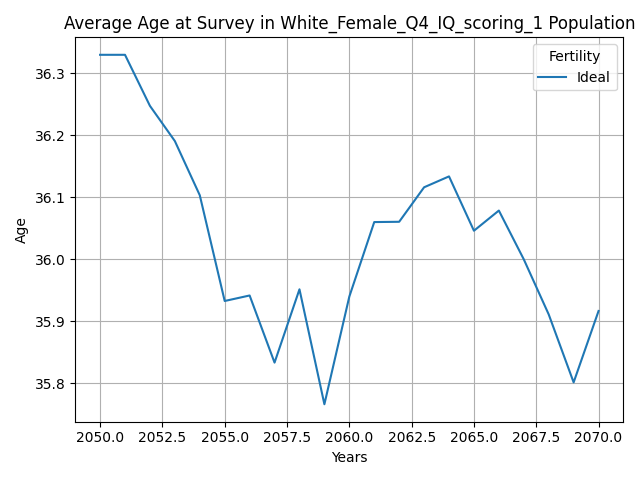 Average Age at Survey in White_Female_Q4_IQ_scoring_1 Population
Fertility
Ideal
36.3
36.2
36.1
36.0
35.9
35.8
Age
2050.0 2052.5 2055.0 2057.5 2060.0 2062.5 2065.0 2067.5 2070.0
Years